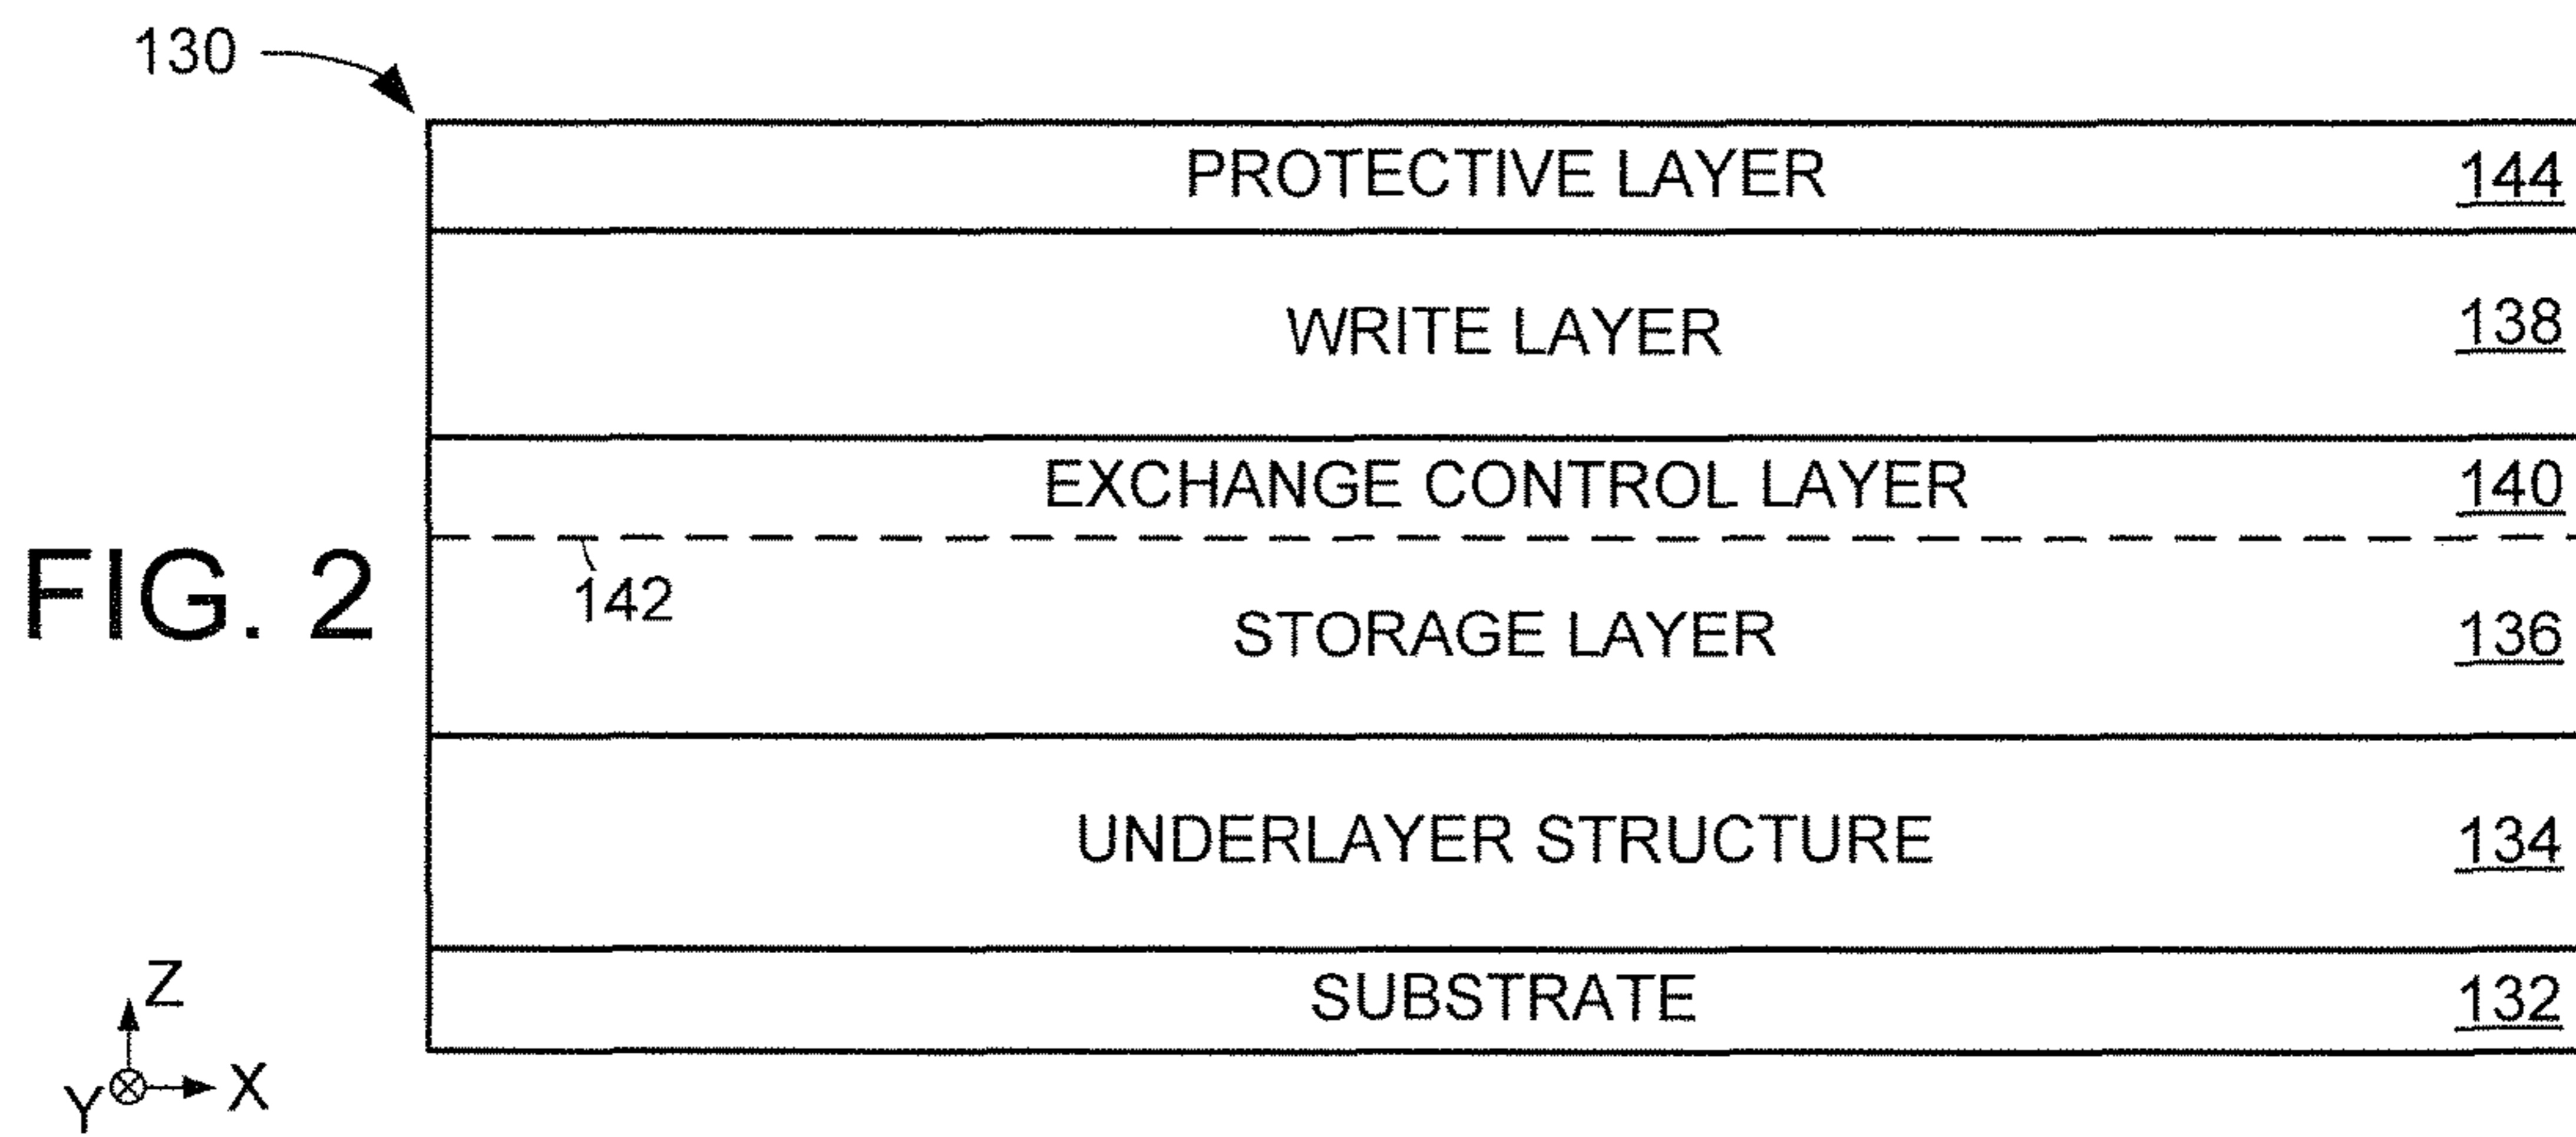 130
PROTECTIVE LAYER 144
WRITE LAYER 138
EXCHANGE CONTROL LAYER 140
142
FIG. 2
STORAGE LAYER 136
UNDERLAYER STRUCTURE 134
SUBSTRATE 132
Z
Y X